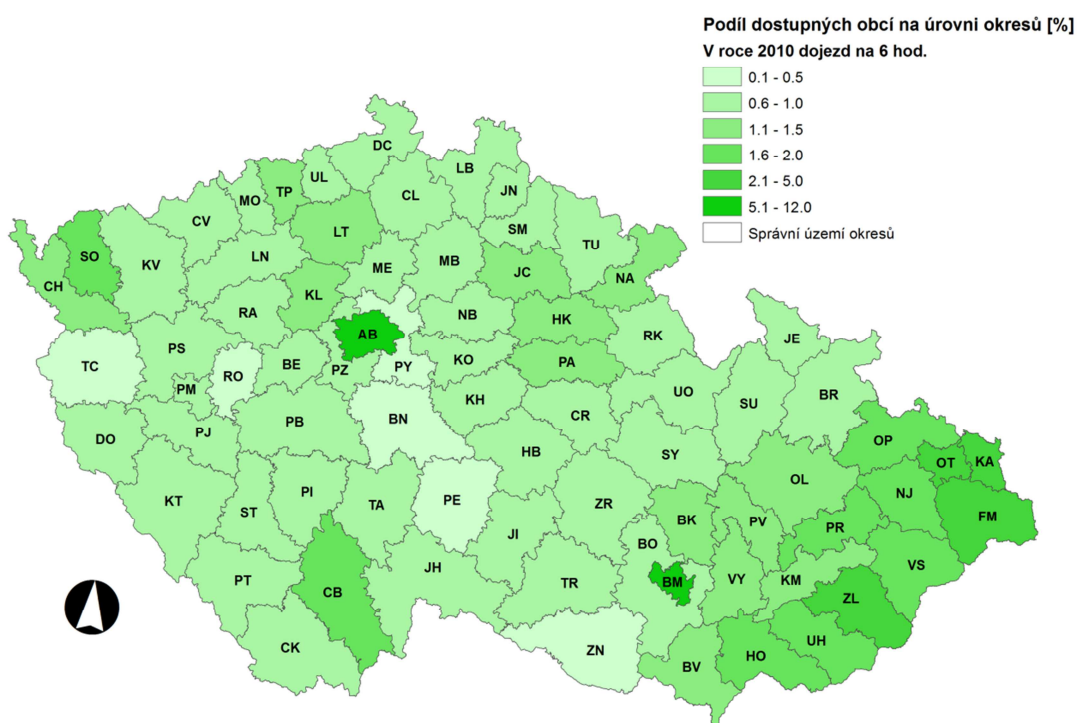 Podíl dostupných obcí na úrovni okresů [%]
V roce 2010 dojezd na 6 hod.
0.1 - 0.5
0.6 - 1.0
1.1 - 1.5
1.6 - 2.0
2.1 - 5.0
5.1 - 12.0
Správní území okresů
DC
LB
UL
TP
JN
MO
CL
CV
SM
LT
TU
SO
LN
KV
ME
MB
JC
NA
CH
KL
RA
NB
HK
AB
RK
JE
PS
TC
RO
BE
PZ
PY
KO
PA
PM
UO
BR
KH
SU
CR
PB
BN
DO
PJ
OP
HB
SY
OT
KA
OL
NJ
KT
PI
PE
ZR
TA
ST
FM
BK
PV
PR
JI
BO
VS
JH
PT
TR
BM
VY
KM
CB
ZL
UH
CK
ZN
HO
BV